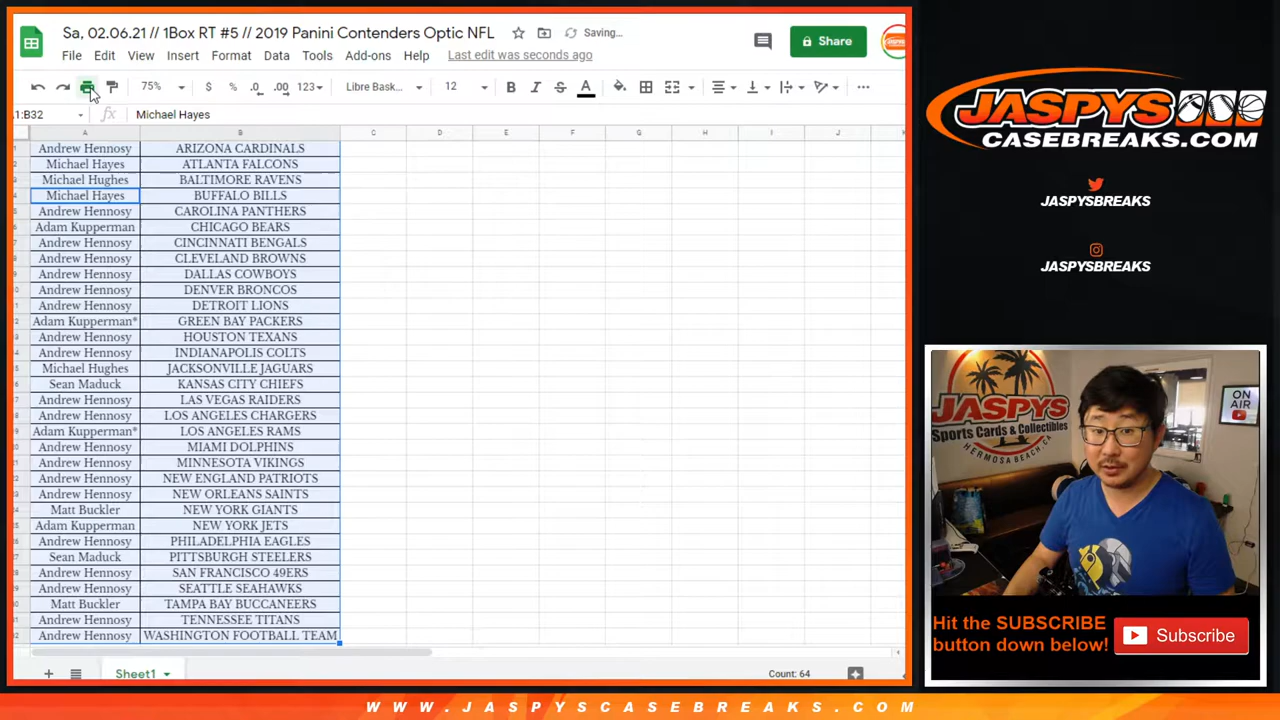 Sa, 02.06.21 // 1Box RT #5 // 2019 Panini Contenders Optic NFL Saving...
File Edit View Insert Format Data Tools Add-ons Help Last edit was seconds ago
Share
75% $ % .0 .00 123 Libre Bask... 12 B I S A
1:B32 fx Michael Hayes
A B C D E F G H I J
Andrew Hennosy ARIZONA CARDINALS
Michael Hayes ATLANTA FALCONS
Michael Hughes BALTIMORE RAVENS
Michael Hayes BUFFALO BILLS
Andrew Hennosy CAROLINA PANTHERS
Adam Kupperman CHICAGO BEARS
Andrew Hennosy CINCINNATI BENGALS
Andrew Hennosy CLEVELAND BROWNS
Andrew Hennosy DALLAS COWBOYS
Andrew Hennosy DENVER BRONCOS
Andrew Hennosy DETROIT LIONS
Adam Kupperman* GREEN BAY PACKERS
Andrew Hennosy HOUSTON TEXANS
Andrew Hennosy INDIANAPOLIS COLTS
Michael Hughes JACKSONVILLE JAGUARS
Sean Maduck KANSAS CITY CHIEFS
Andrew Hennosy LAS VEGAS RAIDERS
Andrew Hennosy LOS ANGELES CHARGERS
Adam Kupperman* LOS ANGELES RAMS
Andrew Hennosy MIAMI DOLPHINS
Andrew Hennosy MINNESOTA VIKINGS
Andrew Hennosy NEW ENGLAND PATRIOTS
Andrew Hennosy NEW ORLEANS SAINTS
Matt Buckler NEW YORK GIANTS
Adam Kupperman NEW YORK JETS
Andrew Hennosy PHILADELPHIA EAGLES
Sean Maduck PITTSBURGH STEELERS
Andrew Hennosy SAN FRANCISCO 49ERS
Andrew Hennosy SEATTLE SEAHAWKS
Matt Buckler TAMPA BAY BUCCANEERS
Andrew Hennosy TENNESSEE TITANS
Andrew Hennosy WASHINGTON FOOTBALL TEAM
Sheet1 Count: 64
JASPYS
CASEBREAKS.COM
JASPYSBREAKS
JASPYSBREAKS
JASPYS
Sports Cards & Collectibles
HERMOSA BEACH, CA
ON
AIR
Hit the SUBSCRIBE
button down below!
Subscribe
WWW.JASPYSCASEBREAKS.COM